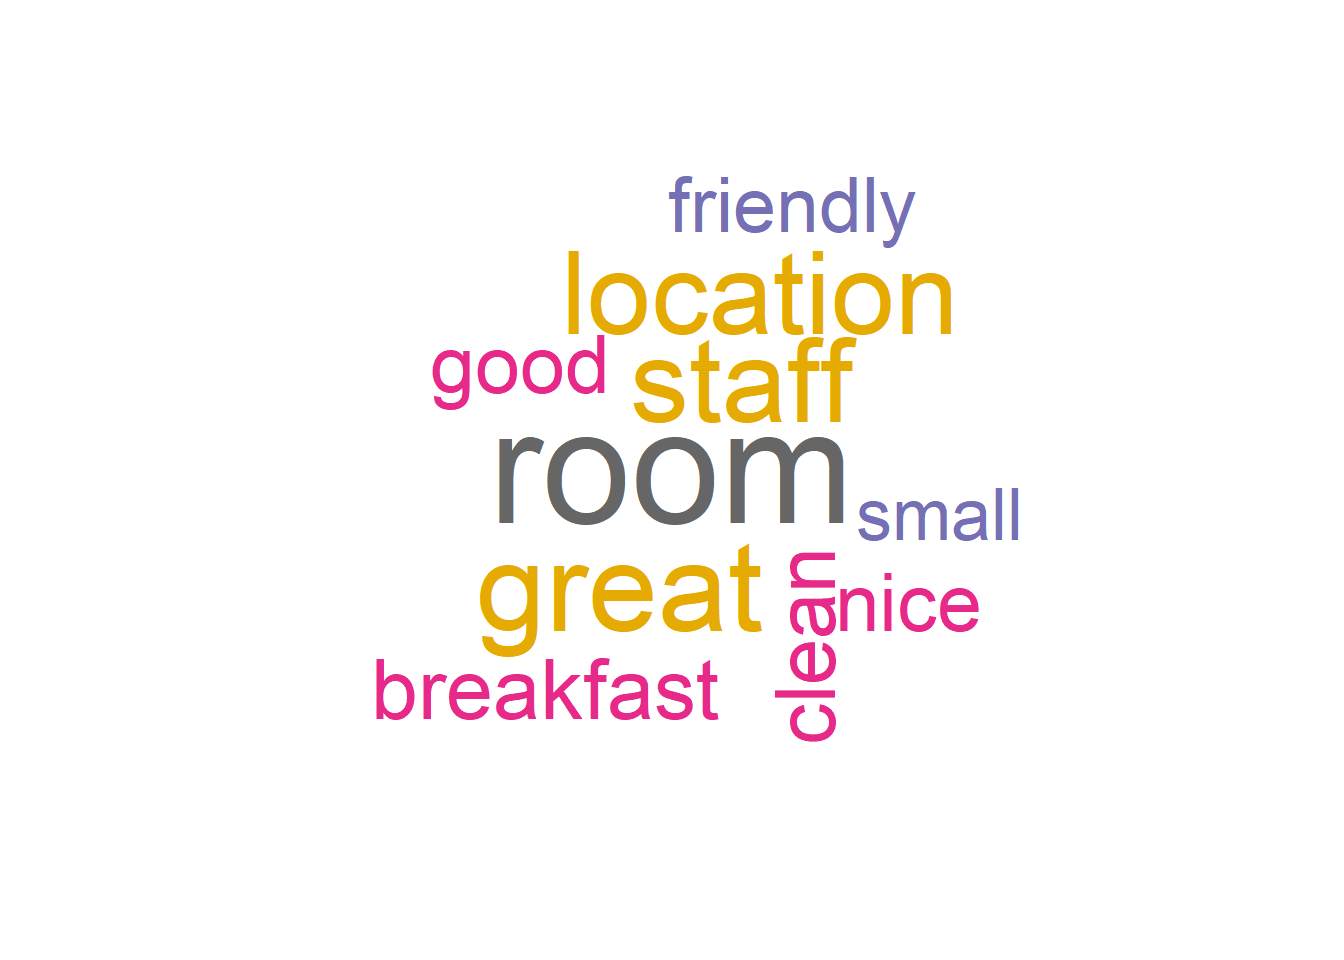 friendly
location
good
staff
room
small
great
clean
nice
breakfast